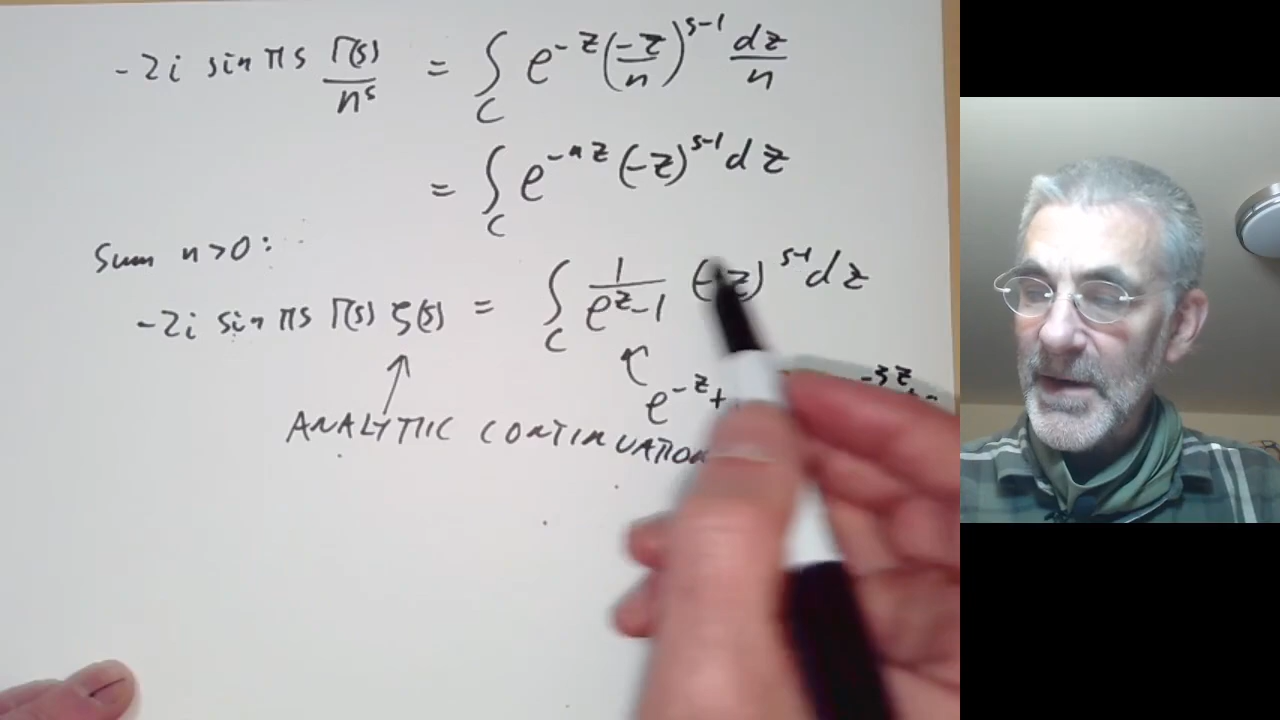 -2i sin πs Γ(s)/n^s = ∫_C e^{-z} (-z/n)^{s-1} dz/n
= ∫_C e^{-nz} (-z)^{s-1} dz
Sum n>0:
-2i sin πs Γ(s) ζ(s) = ∫_C 1/(e^z-1) (-z)^{s-1} dz
e^{-z}+ -3z
ANALYTIC CONTINUATION